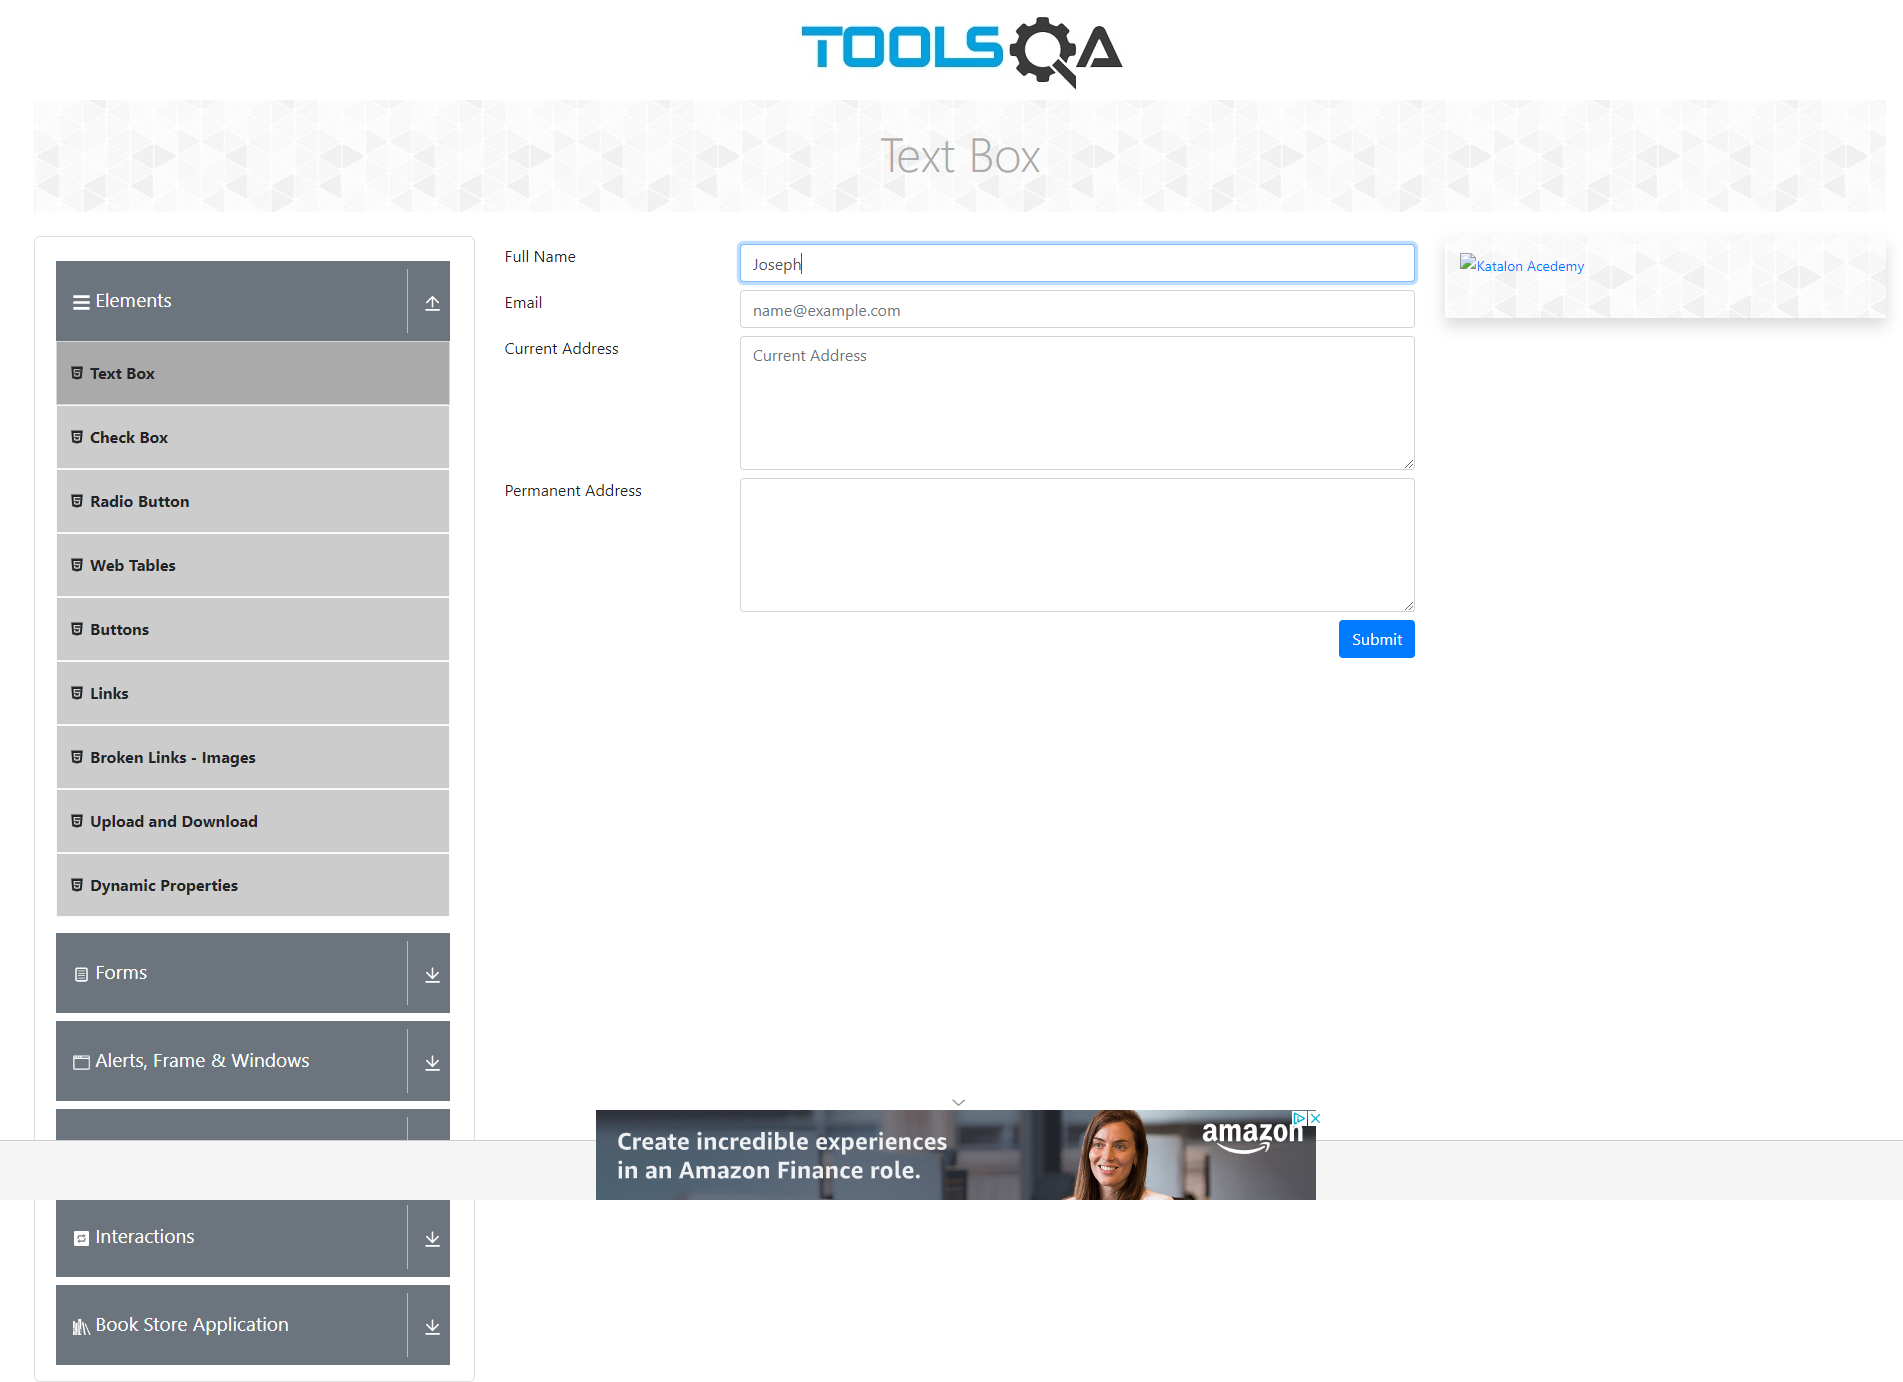 TOOLSQA
Text Box
Elements
Text Box
Check Box
Radio Button
Web Tables
Buttons
Links
Broken Links - Images
Upload and Download
Dynamic Properties
Forms
Alerts, Frame & Windows
Interactions
Book Store Application
Full Name
Joseph
Email
name@example.com
Current Address
Current Address
Permanent Address
Submit
Katalon Acedemy
Create incredible experiences
in an Amazon Finance role.
amazon